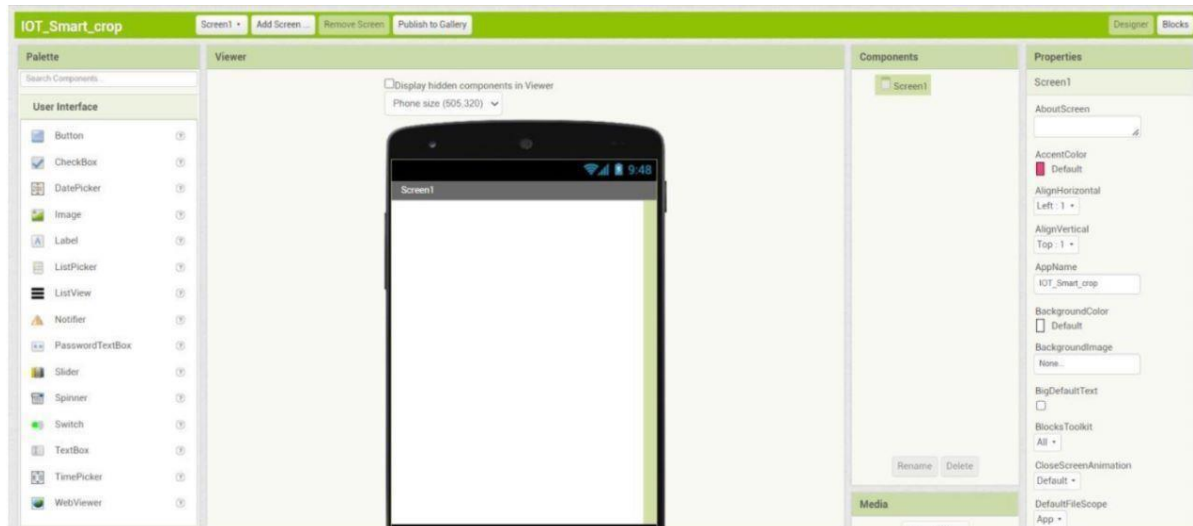 IOT_Smart_crop
Screen1
Add Screen ...
Remove Screen
Publish to Gallery
Designer
Blocks
Palette
Search Components...
User Interface
Button
CheckBox
DatePicker
Image
Label
ListPicker
ListView
Notifier
PasswordTextBox
Slider
Spinner
Switch
TextBox
TimePicker
WebViewer
Viewer
Display hidden components in Viewer
Phone size (505,320)
9:48
Screen1
Components
Screen1
Rename
Delete
Media
Properties
Screen1
AboutScreen
AccentColor
Default
AlignHorizontal
Left : 1
AlignVertical
Top : 1
AppName
IOT_Smart_crop
BackgroundColor
Default
BackgroundImage
None...
BigDefaultText
BlocksToolkit
All
CloseScreenAnimation
Default
DefaultFileScope
App